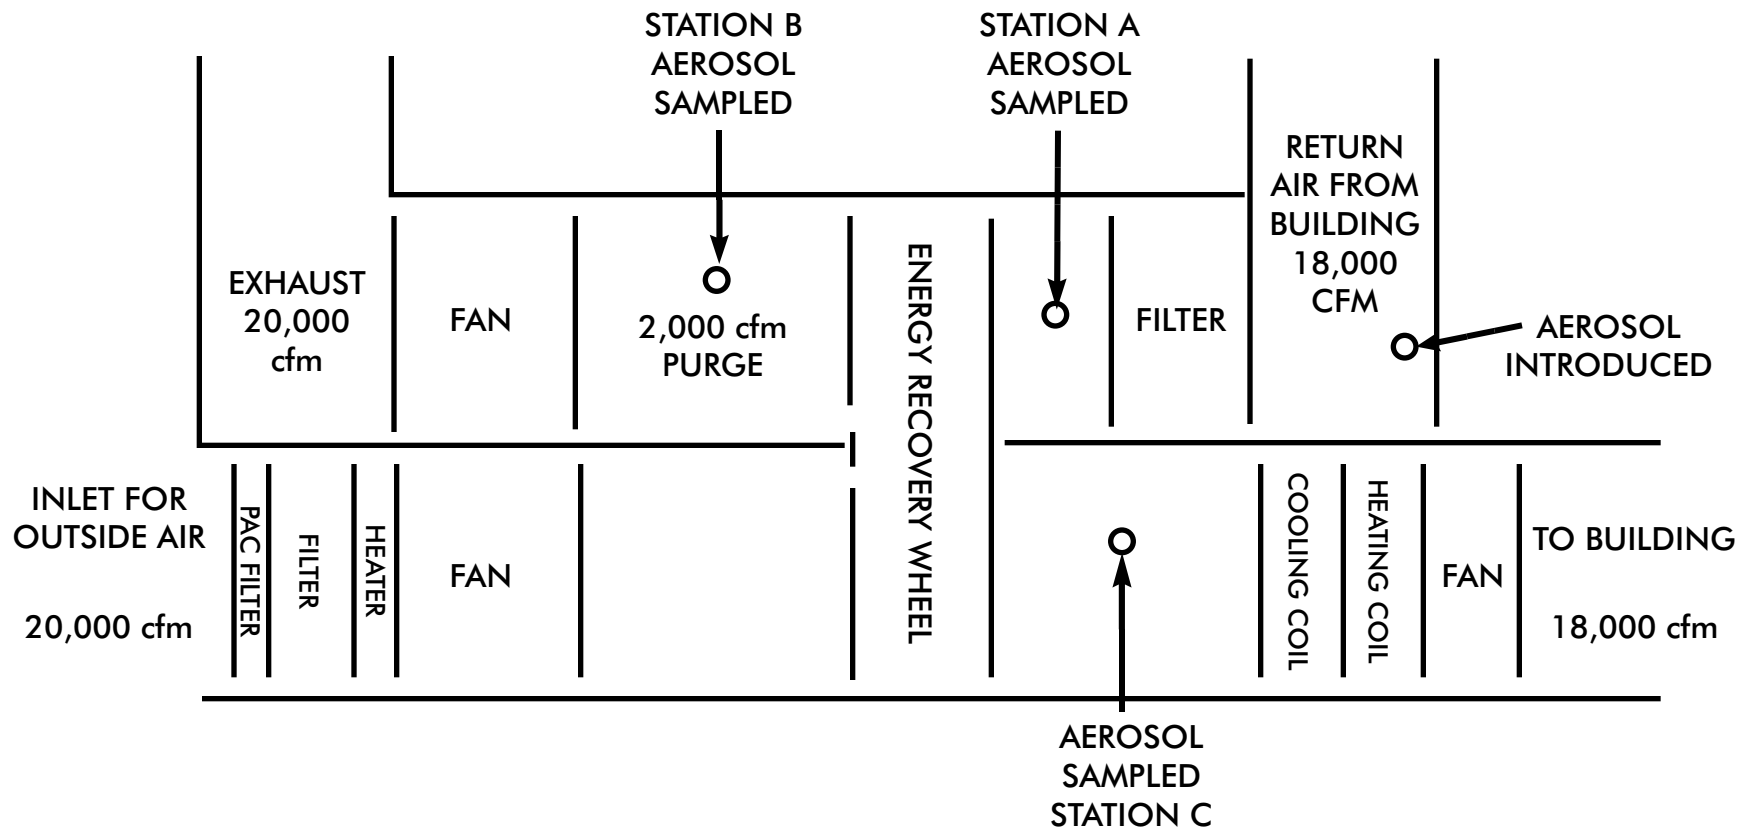 STATION B
AEROSOL
SAMPLED
STATION A
AEROSOL
SAMPLED
RETURN
AIR FROM
BUILDING
18,000
CFM
EXHAUST
20,000
cfm
FAN
2,000 cfm
PURGE
ENERGY RECOVERY WHEEL
FILTER
AEROSOL
INTRODUCED
INLET FOR
OUTSIDE AIR
20,000 cfm
PAC FILTER
FILTER
HEATER
FAN
COOLING COIL
HEATING COIL
FAN
TO BUILDING
18,000 cfm
AEROSOL
SAMPLED
STATION C